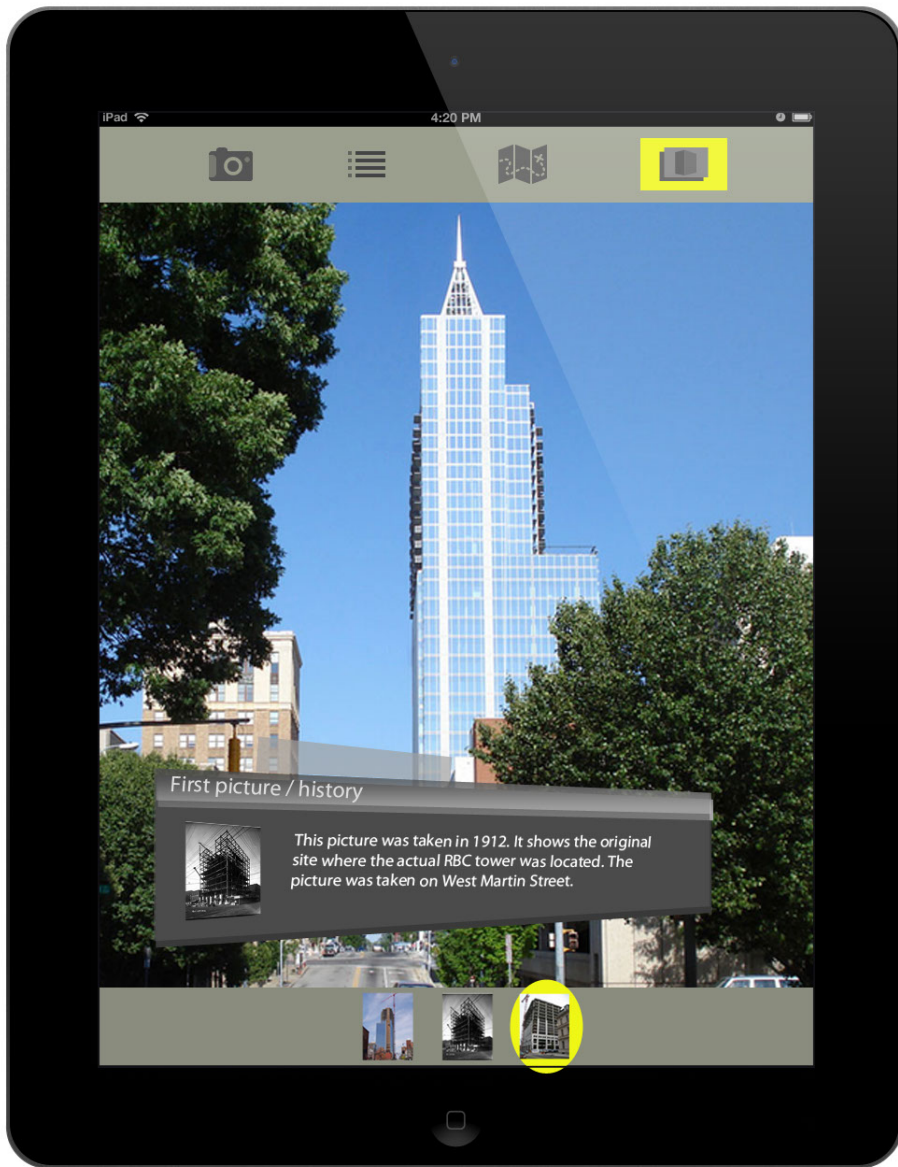 iPad
4:20 PM
First picture / history
This picture was taken in 1912. It shows the original
site where the actual RBC tower was located. The
picture was taken on West Martin Street.